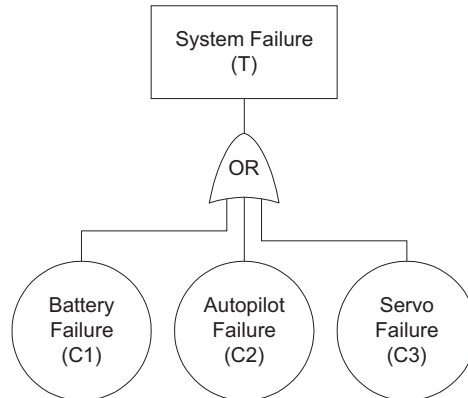 System Failure
(T)
OR
Battery
Failure
(C1)
Autopilot
Failure
(C2)
Servo
Failure
(C3)